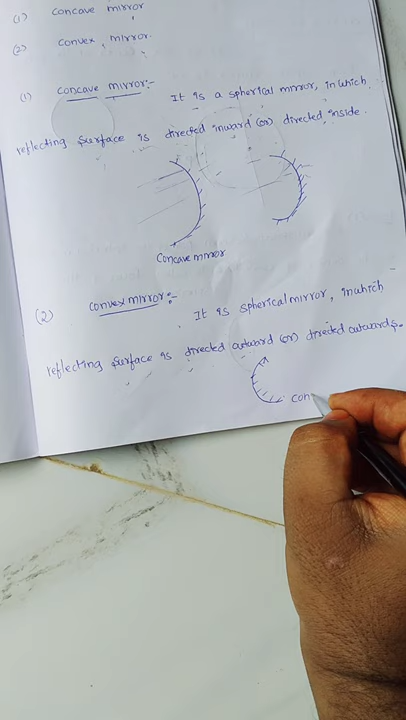 (1) Concave mirror
(2) Convex mirror.
(1) Concave mirror:- It is a spherical mirror, in which
reflecting surface is directed inward (or) directed inside.
Concave mirror
(2) convex mirror:- It is spherical mirror, in which
reflecting surface is directed outward (or) directed outwards.
con